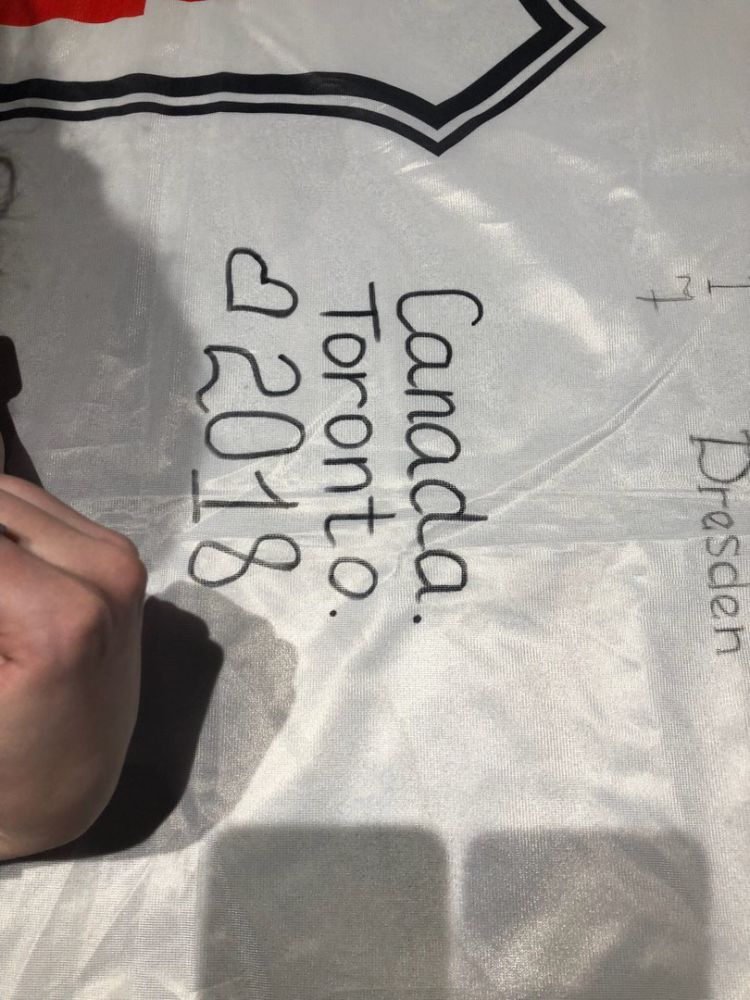 Dresden
Canada.
Toronto.
♡ 2018